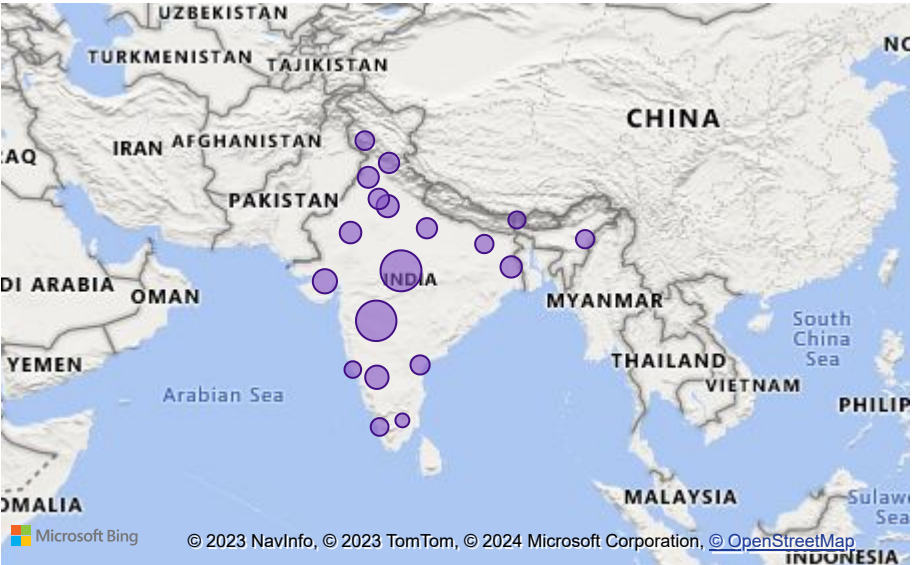 UZBEKISTAN
NO
TURKMENISTAN
TAJIKISTAN
CHINA
IRAN
AFGHANISTAN
AQ
PAKISTAN
DI ARABIA
INDIA
OMAN
MYANMAR
South
China
Sea
YEMEN
THAILAND
VIETNAM
Arabian Sea
PHILIP
OMALIA
MALAYSIA
Sulawe
Sea
Microsoft Bing
© 2023 NavInfo, © 2023 TomTom, © 2024 Microsoft Corporation, © OpenStreetMap
INDONESIA